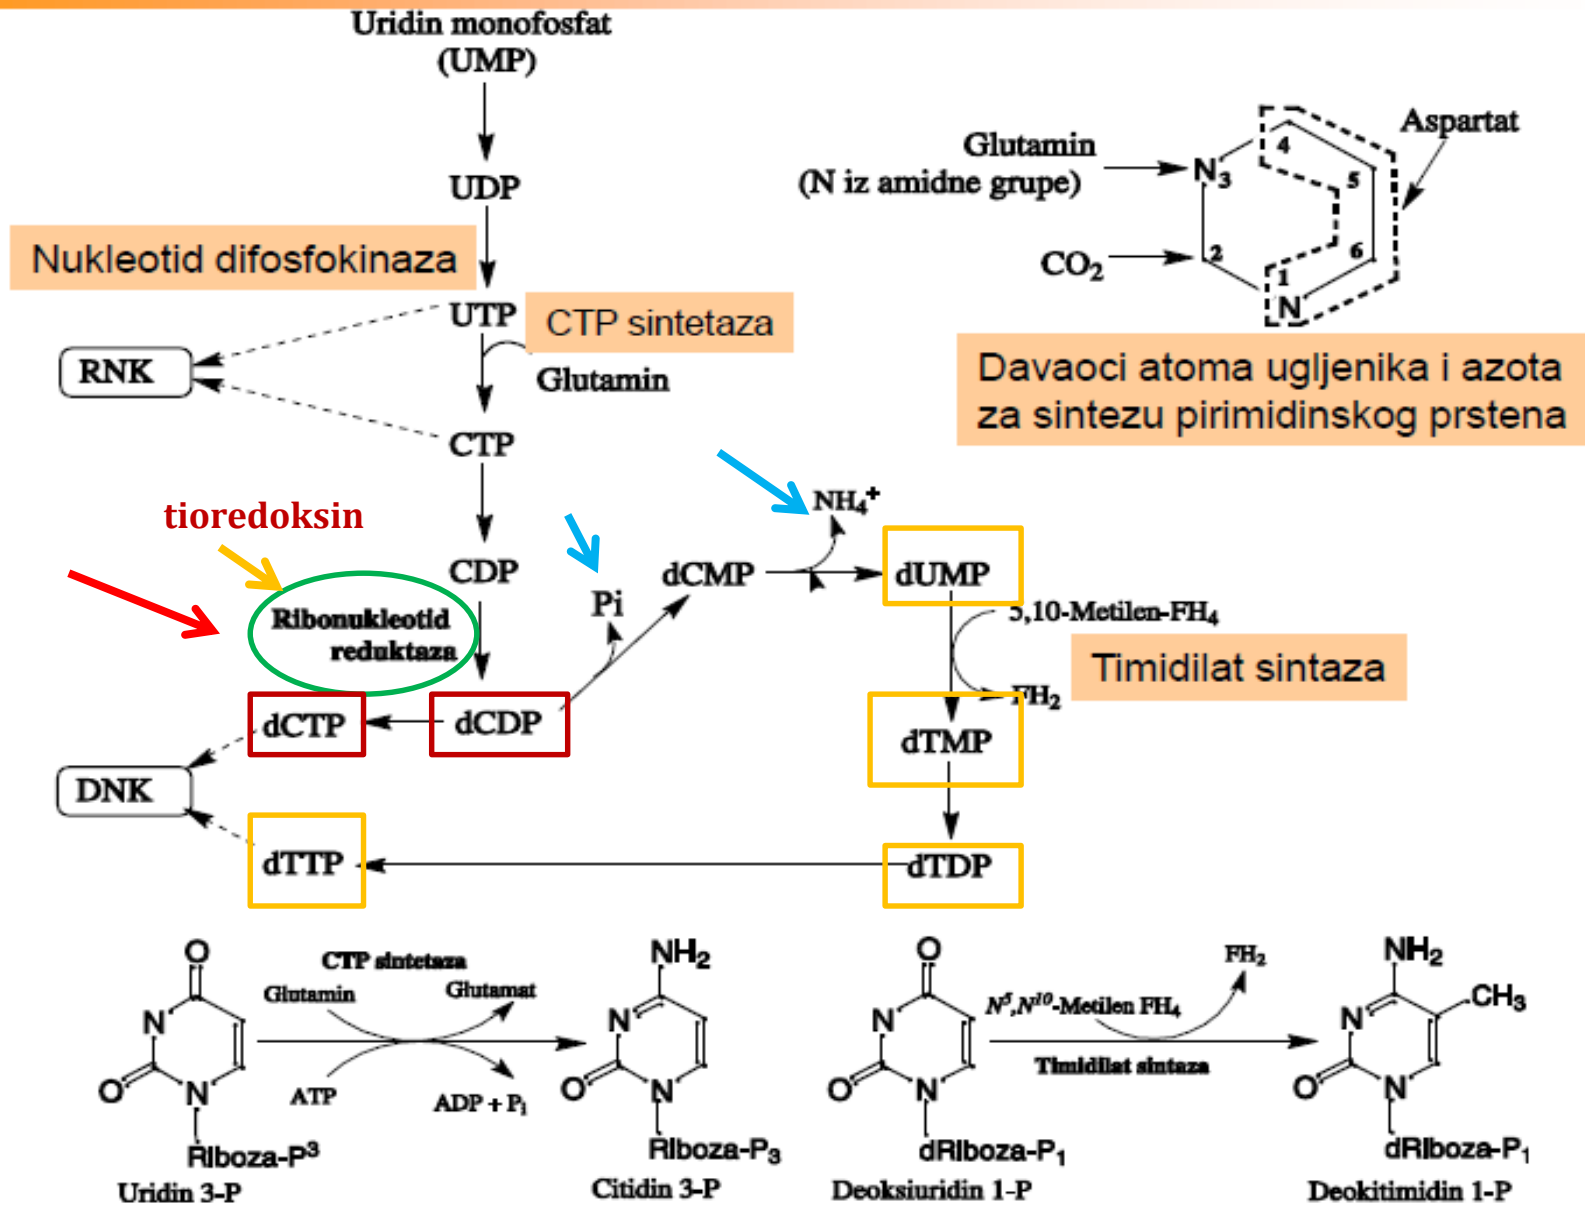 Uridin monofosfat
(UMP)
UDP
Nukleotid difosfokinaza
UTP
CTP sintetaza
Glutamin
RNK
CTP
tioredoksin
CDP
Ribonukleotid
reduktaza
Pi
dCMP
NH₄⁺
dUMP
5,10-Metilen-FH₄
Timidilat sintaza
FH₂
dCTP
dCDP
dTMP
DNK
dTTP
dTDP
Glutamin
(N iz amidne grupe)
Aspartat
N₃
4
5
CO₂
2
6
1
N
Davaoci atoma ugljenika i azota
za sintezu pirimidinskog prstena
O
N
O
N
Riboza-P³
Uridin 3-P
CTP sintetaza
Glutamin
Glutamat
ATP
ADP + Pᵢ
NH₂
N
O
N
Riboza-P₃
Citidin 3-P
O
N
O
N
dRiboza-P₁
Deoksiuridin 1-P
N⁵,N¹⁰-Metilen FH₄
FH₂
Timidilat sintaza
NH₂
CH₃
N
O
N
dRiboza-P₁
Deokitimidin 1-P